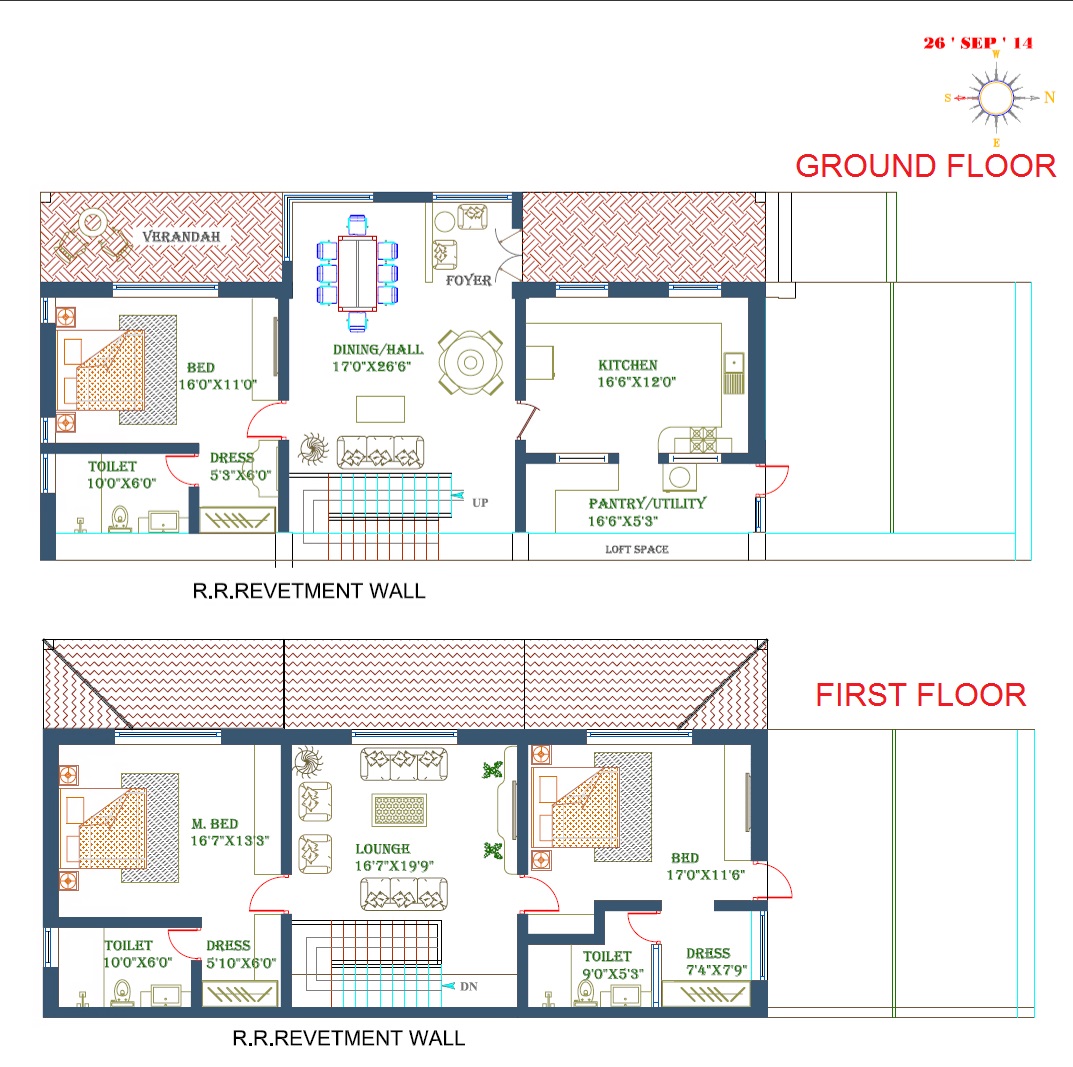 26 ' SEP ' 14
W
S
N
E
GROUND FLOOR
VERANDAH
FOYER
DINING/HALL
17'0"X26'6"
BED
16'0"X11'0"
KITCHEN
16'6"X12'0"
TOILET
10'0"X6'0"
DRESS
5'3"X6'0"
UP
PANTRY/UTILITY
16'6"X5'3"
LOFT SPACE
R.R.REVETMENT WALL
FIRST FLOOR
M. BED
16'7"X13'3"
LOUNGE
16'7"X19'9"
BED
17'0"X11'6"
TOILET
10'0"X6'0"
DRESS
5'10"X6'0"
TOILET
9'0"X5'3"
DRESS
7'4"X7'9"
DN
R.R.REVETMENT WALL